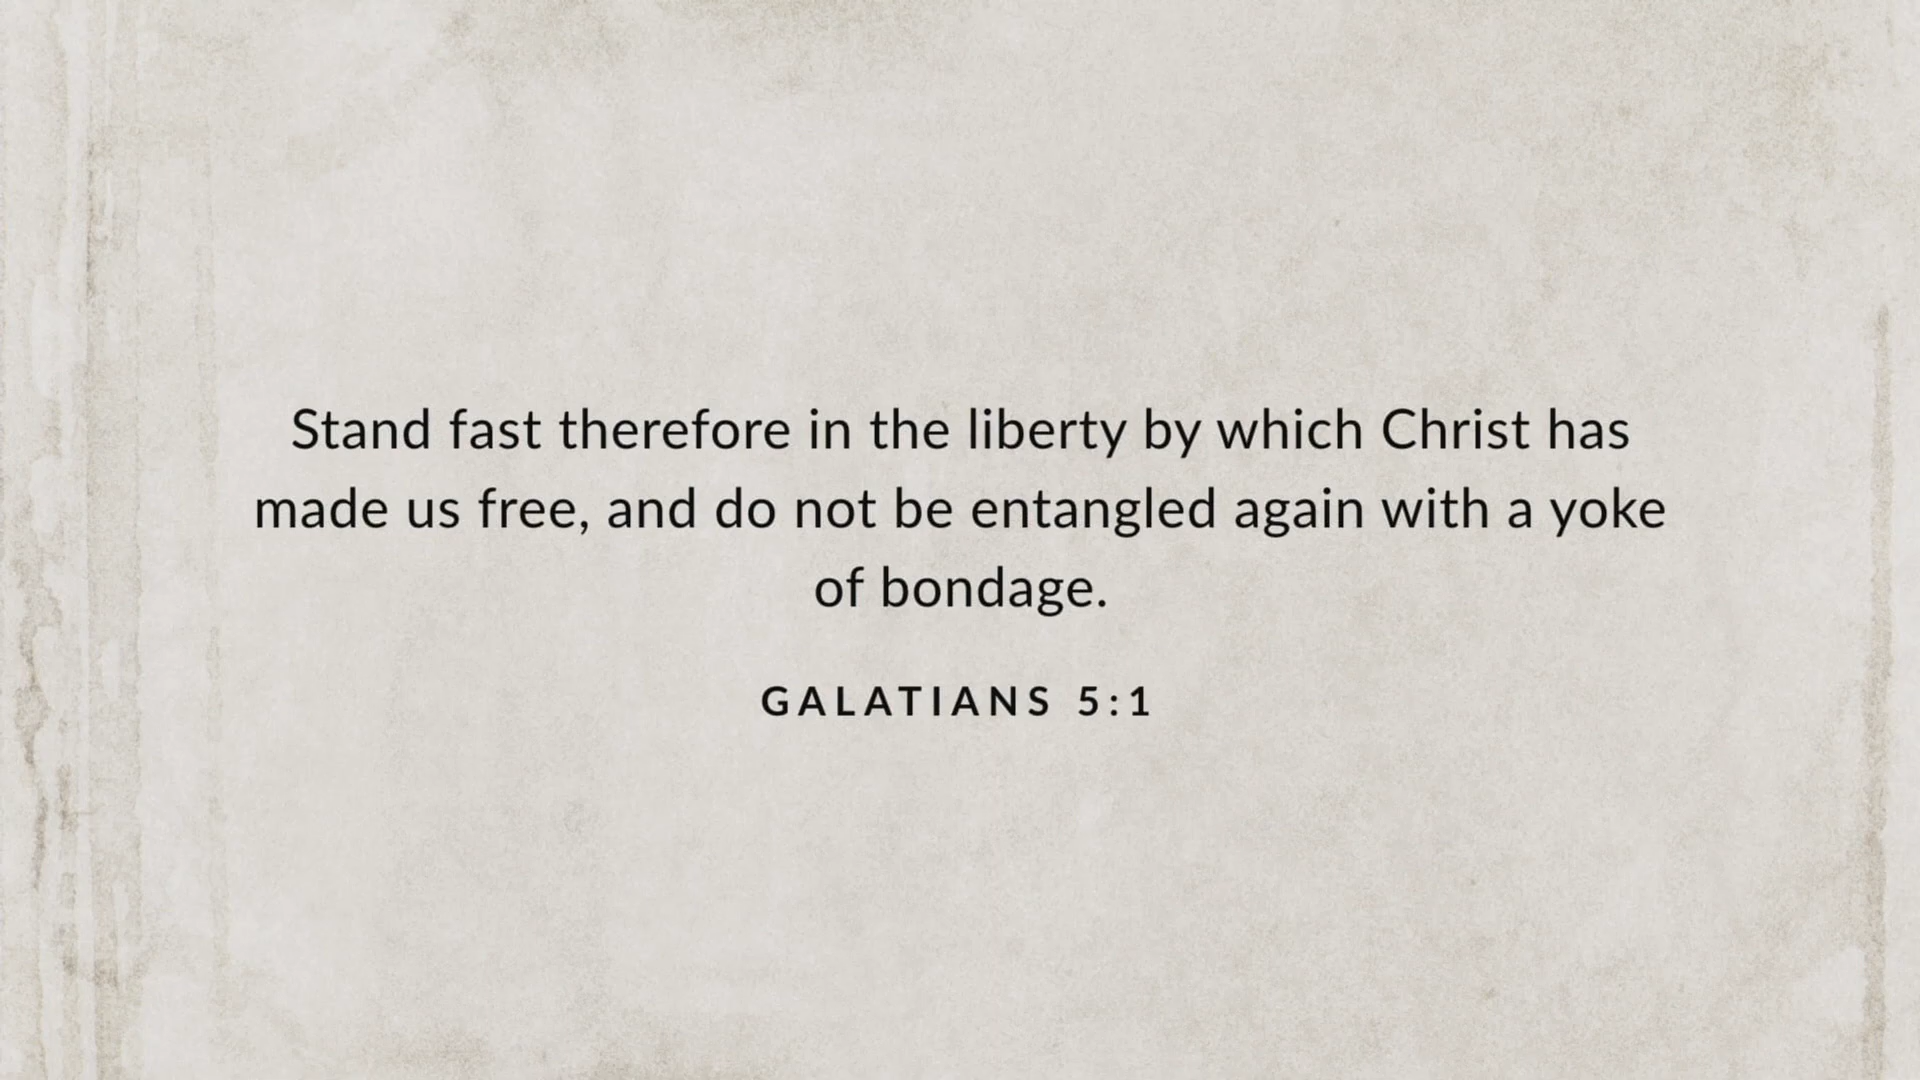 Stand fast therefore in the liberty by which Christ has
made us free, and do not be entangled again with a yoke
of bondage.
GALATIANS 5:1